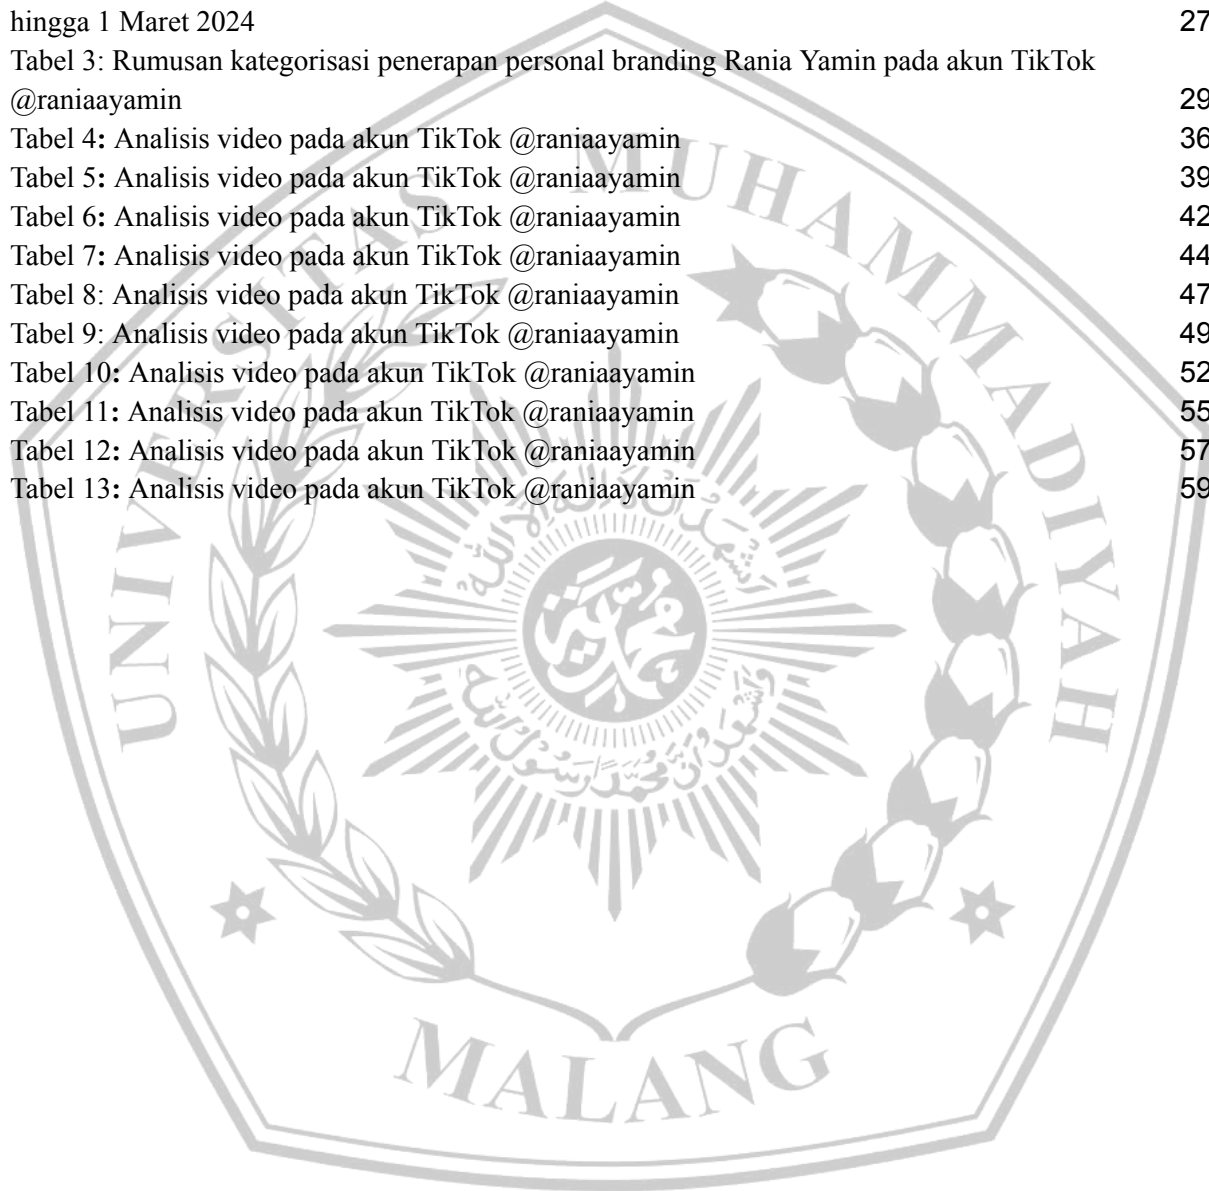 hingga 1 Maret 2024 27
Tabel 3: Rumusan kategorisasi penerapan personal branding Rania Yamin pada akun TikTok
@raniaayamin 29
Tabel 4: Analisis video pada akun TikTok @raniaayamin 36
Tabel 5: Analisis video pada akun TikTok @raniaayamin 39
Tabel 6: Analisis video pada akun TikTok @raniaayamin 42
Tabel 7: Analisis video pada akun TikTok @raniaayamin 44
Tabel 8: Analisis video pada akun TikTok @raniaayamin 47
Tabel 9: Analisis video pada akun TikTok @raniaayamin 49
Tabel 10: Analisis video pada akun TikTok @raniaayamin 52
Tabel 11: Analisis video pada akun TikTok @raniaayamin 55
Tabel 12: Analisis video pada akun TikTok @raniaayamin 57
Tabel 13: Analisis video pada akun TikTok @raniaayamin 59
UNIVERSITAS MUHAMMADIYAH
MALANG